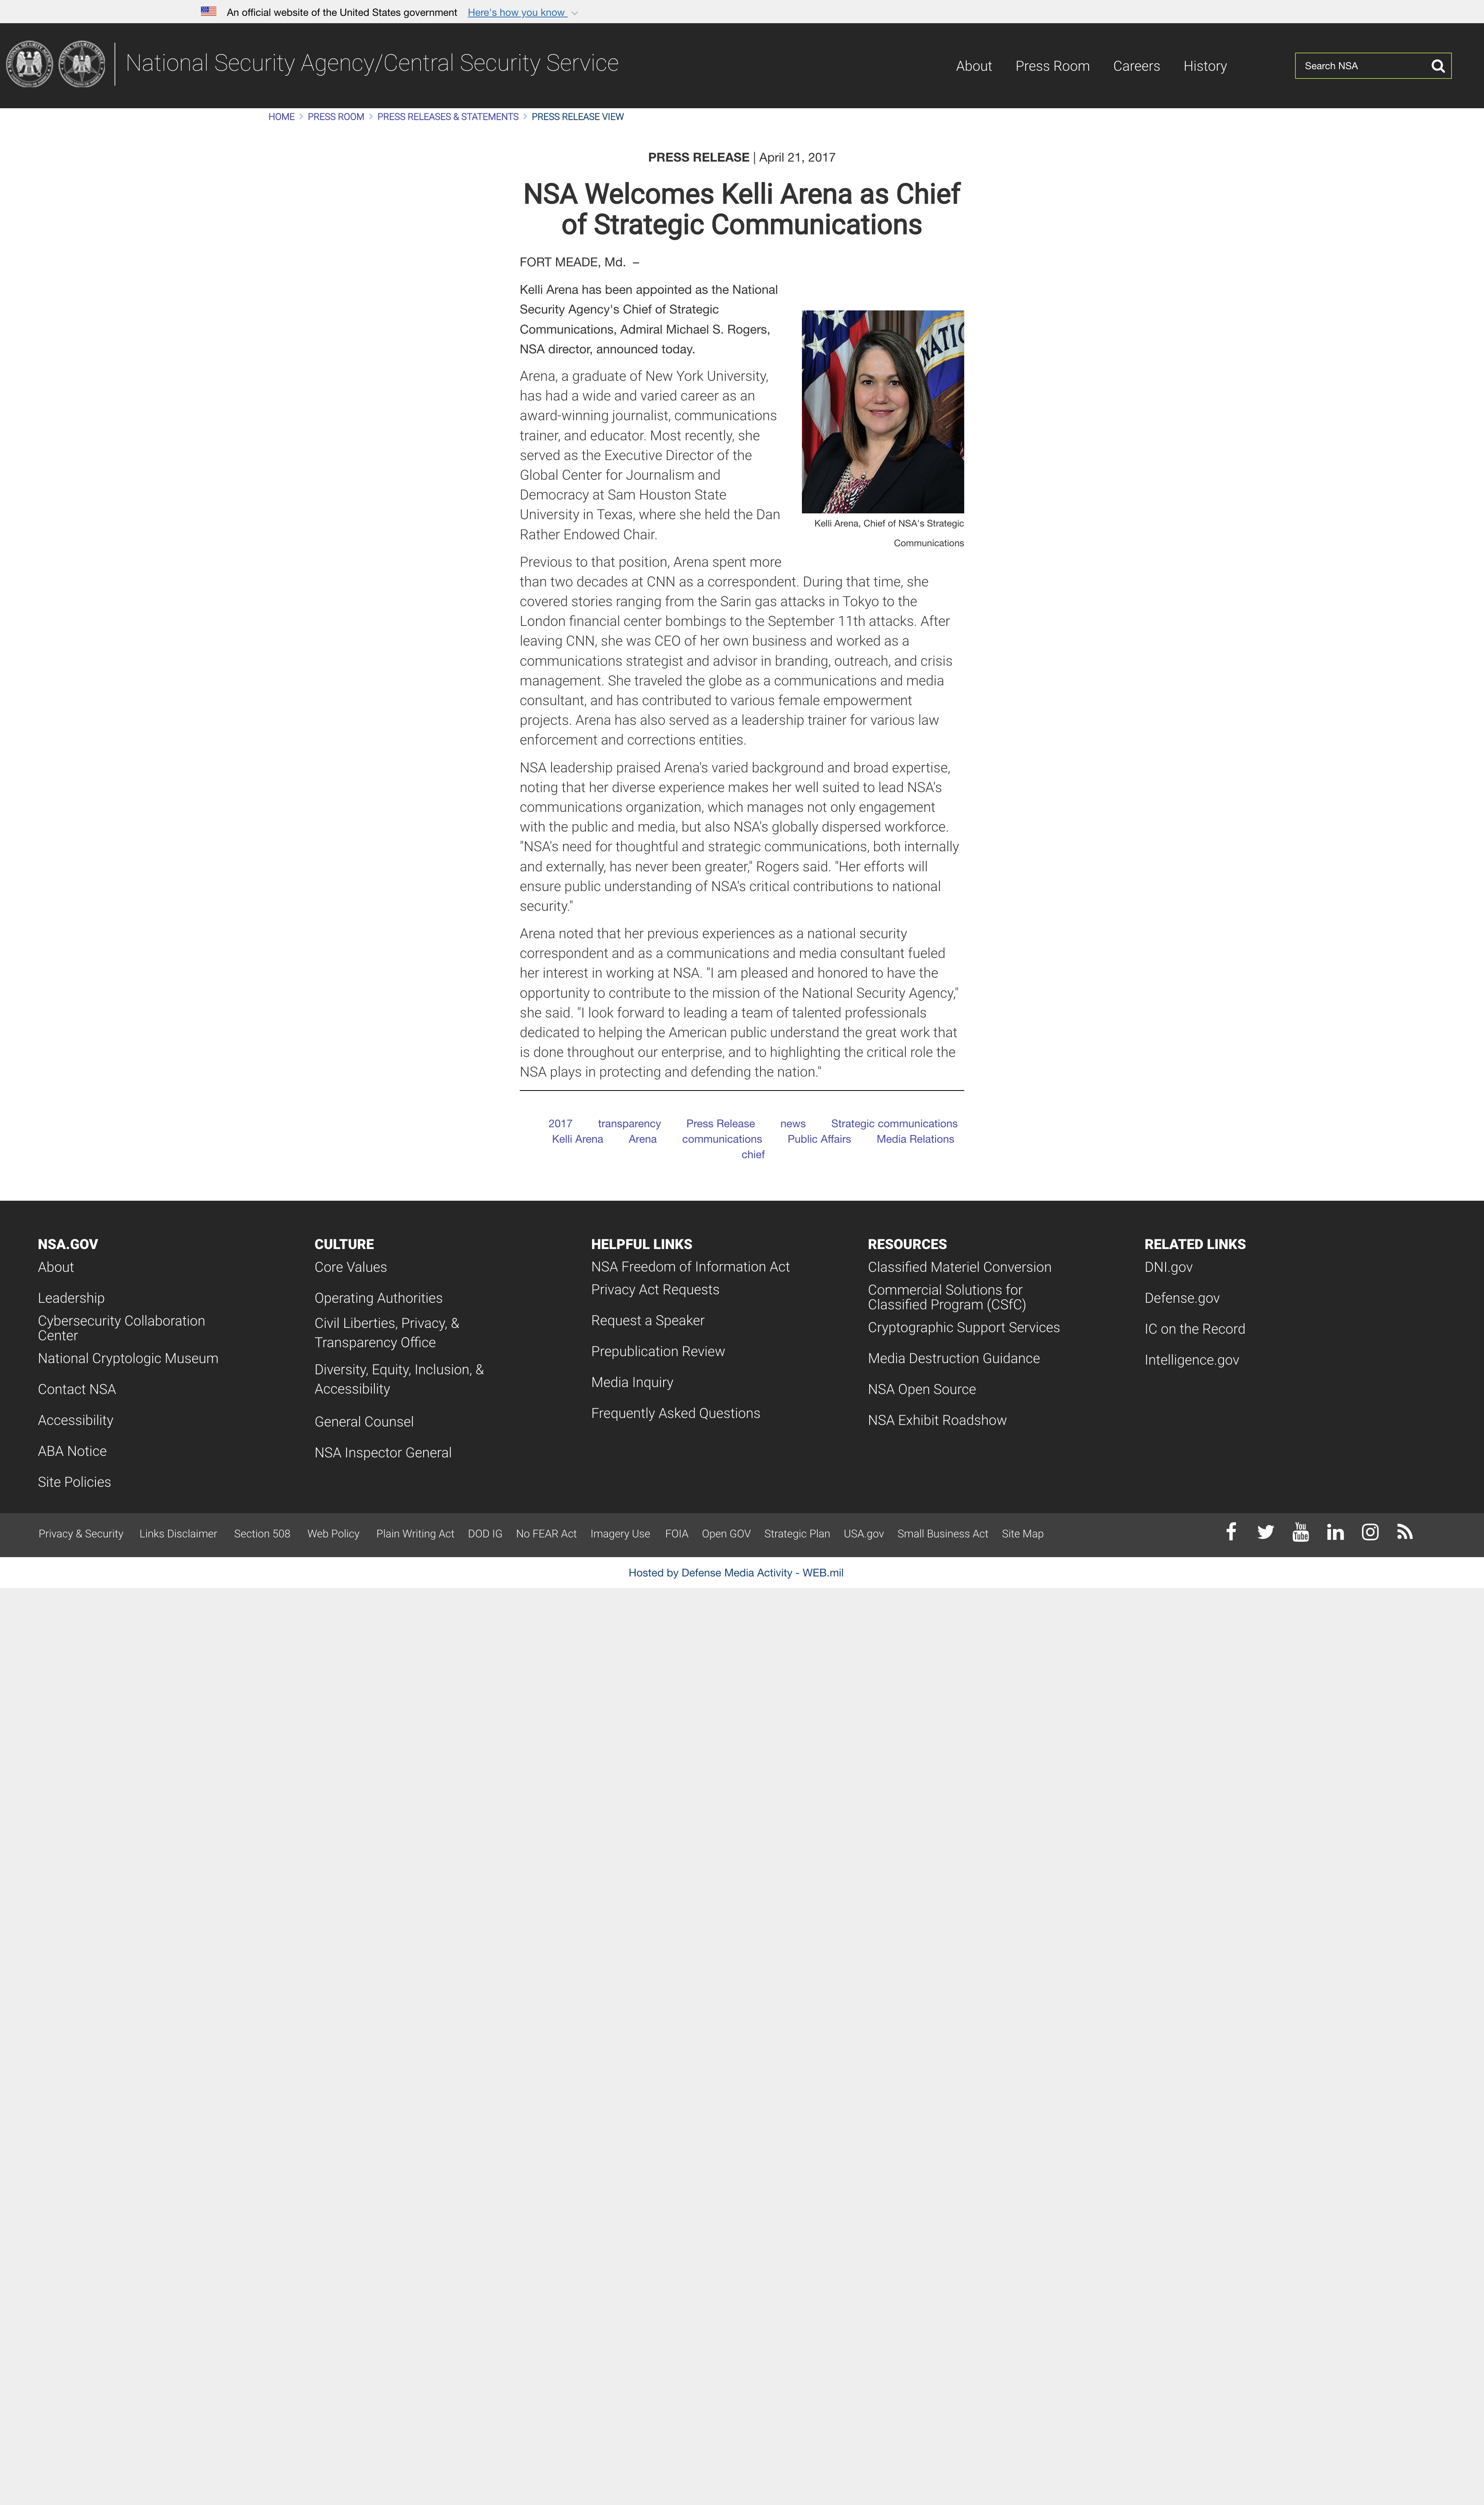 An official website of the United States government Here's how you know
National Security Agency/Central Security Service
About Press Room Careers History
Search NSA
HOME PRESS ROOM PRESS RELEASES & STATEMENTS PRESS RELEASE VIEW
PRESS RELEASE | April 21, 2017
NSA Welcomes Kelli Arena as Chief
of Strategic Communications
FORT MEADE, Md. –
Kelli Arena has been appointed as the National
Security Agency's Chief of Strategic
Communications, Admiral Michael S. Rogers,
NSA director, announced today.
NATIO
Kelli Arena, Chief of NSA's Strategic
Communications
Arena, a graduate of New York University,
has had a wide and varied career as an
award-winning journalist, communications
trainer, and educator. Most recently, she
served as the Executive Director of the
Global Center for Journalism and
Democracy at Sam Houston State
University in Texas, where she held the Dan
Rather Endowed Chair.
Previous to that position, Arena spent more
than two decades at CNN as a correspondent. During that time, she
covered stories ranging from the Sarin gas attacks in Tokyo to the
London financial center bombings to the September 11th attacks. After
leaving CNN, she was CEO of her own business and worked as a
communications strategist and advisor in branding, outreach, and crisis
management. She traveled the globe as a communications and media
consultant, and has contributed to various female empowerment
projects. Arena has also served as a leadership trainer for various law
enforcement and corrections entities.
NSA leadership praised Arena's varied background and broad expertise,
noting that her diverse experience makes her well suited to lead NSA's
communications organization, which manages not only engagement
with the public and media, but also NSA's globally dispersed workforce.
"NSA's need for thoughtful and strategic communications, both internally
and externally, has never been greater," Rogers said. "Her efforts will
ensure public understanding of NSA's critical contributions to national
security."
Arena noted that her previous experiences as a national security
correspondent and as a communications and media consultant fueled
her interest in working at NSA. "I am pleased and honored to have the
opportunity to contribute to the mission of the National Security Agency,"
she said. "I look forward to leading a team of talented professionals
dedicated to helping the American public understand the great work that
is done throughout our enterprise, and to highlighting the critical role the
NSA plays in protecting and defending the nation."
2017 transparency Press Release news Strategic communications
Kelli Arena Arena communications Public Affairs Media Relations
chief
NSA.GOV
About
Leadership
Cybersecurity Collaboration
Center
National Cryptologic Museum
Contact NSA
Accessibility
ABA Notice
Site Policies
CULTURE
Core Values
Operating Authorities
Civil Liberties, Privacy, &
Transparency Office
Diversity, Equity, Inclusion, &
Accessibility
General Counsel
NSA Inspector General
HELPFUL LINKS
NSA Freedom of Information Act
Privacy Act Requests
Request a Speaker
Prepublication Review
Media Inquiry
Frequently Asked Questions
RESOURCES
Classified Materiel Conversion
Commercial Solutions for
Classified Program (CSfC)
Cryptographic Support Services
Media Destruction Guidance
NSA Open Source
NSA Exhibit Roadshow
RELATED LINKS
DNI.gov
Defense.gov
IC on the Record
Intelligence.gov
Privacy & Security Links Disclaimer Section 508 Web Policy Plain Writing Act DOD IG No FEAR Act Imagery Use FOIA Open GOV Strategic Plan USA.gov Small Business Act Site Map
You
Tube
Hosted by Defense Media Activity - WEB.mil